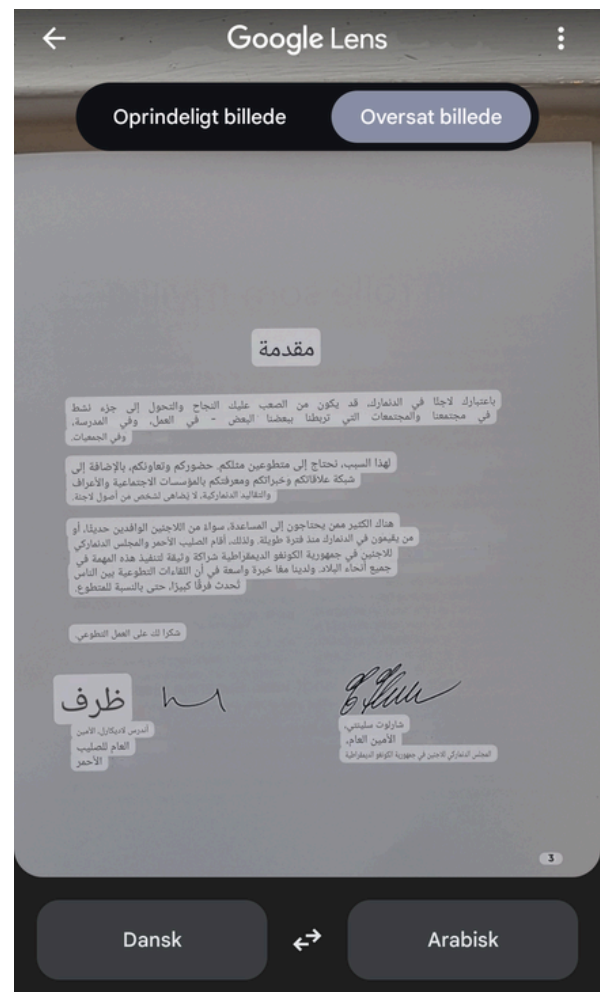 Google Lens
Oprindeligt billede
Oversat billede
مقدمة
باعتبارك لاجئًا في الدنمارك، قد يكون من الصعب عليك النجاح والتحول إلى جزء نشط
في مجتمعنا والمجتمعات التي تربطنا ببعضنا البعض - في العمل، وفي المدرسة،
وفي الجمعيات.
لهذا السبب، نحتاج إلى متطوعين مثلكم. حضوركم وتعاونكم، بالإضافة إلى
شبكة علاقاتكم وخبراتكم ومعرفتكم بالمؤسسات الاجتماعية والأعراف
والتقاليد الدنماركية، لا يُضاهى لشخص من أصول لاجئة.
هناك الكثير ممن يحتاجون إلى المساعدة، سواءً من اللاجئين الوافدين حديثًا، أو
من يقيمون في الدنمارك منذ فترة طويلة. ولذلك، أقام الصليب الأحمر والمجلس الدنماركي
للاجئين في جمهورية الكونغو الديمقراطية شراكة وثيقة لتنفيذ هذه المهمة في
جميع أنحاء البلاد. ولدينا معًا خبرة واسعة في أن اللقاءات التطوعية بين الناس
تُحدث فرقًا كبيرًا، حتى بالنسبة للمتطوع.
شكرا لك على العمل التطوعي.
ظرف
أندرس لاديكارل، الأمين
العام للصليب
الأحمر
شارلوت سلينتي،
الأمين العام،
المجلس الدنماركي للاجئين في جمهورية الكونغو الديمقراطية
3
Dansk
Arabisk